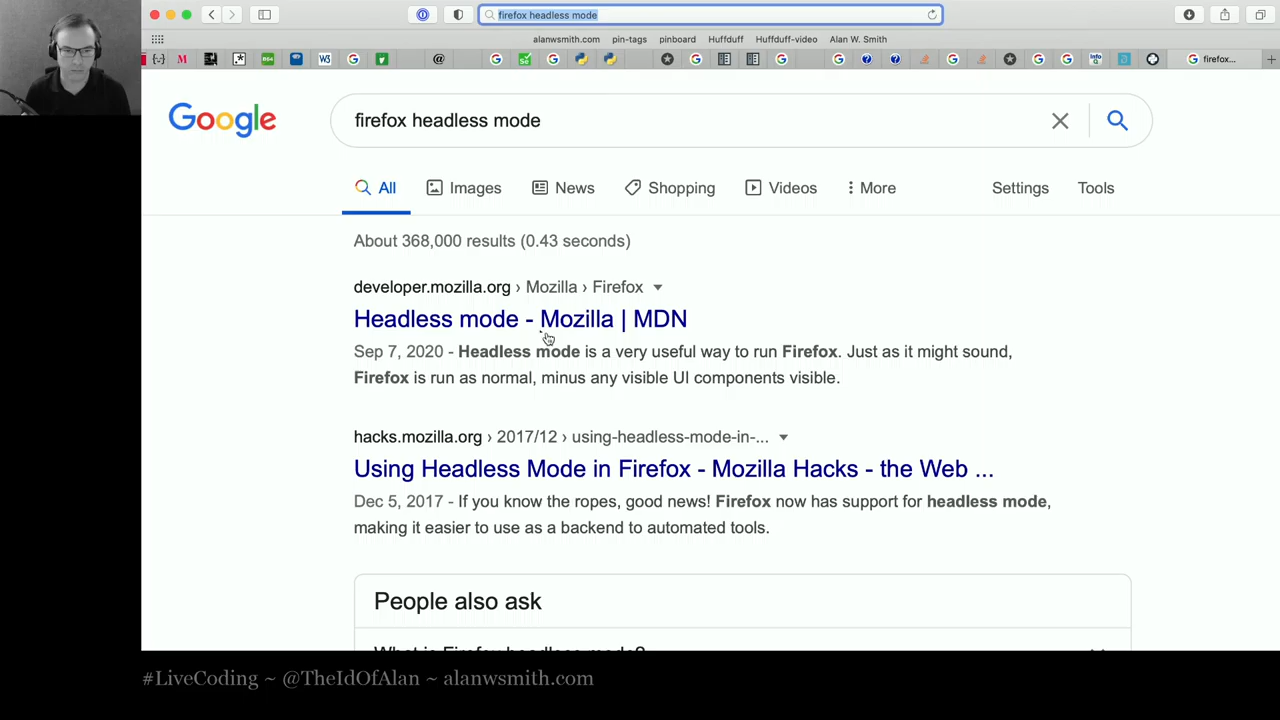 firefox headless mode
alanwsmith.com pin-tags pinboard Huffduff Huffduff-video Alan W. Smith
firefox...
Google
firefox headless mode
All Images News Shopping Videos More Settings Tools
About 368,000 results (0.43 seconds)
developer.mozilla.org › Mozilla › Firefox
Headless mode - Mozilla | MDN
Sep 7, 2020 - Headless mode is a very useful way to run Firefox. Just as it might sound,
Firefox is run as normal, minus any visible UI components visible.
hacks.mozilla.org › 2017/12 › using-headless-mode-in-...
Using Headless Mode in Firefox - Mozilla Hacks - the Web ...
Dec 5, 2017 - If you know the ropes, good news! Firefox now has support for headless mode,
making it easier to use as a backend to automated tools.
People also ask
What is Firefox headless mode?
#LiveCoding ~ @TheIdOfAlan ~ alanwsmith.com